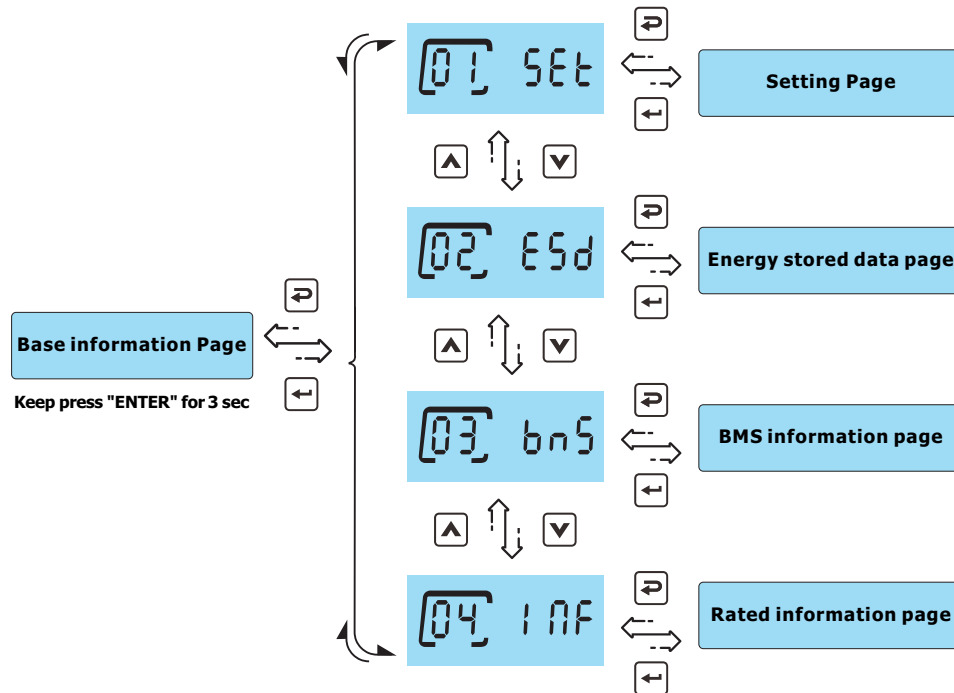 01 SEt
Setting Page
02 ESd
Energy stored data page
Base information Page
Keep press "ENTER" for 3 sec
03 bnS
BMS information page
04 INF
Rated information page